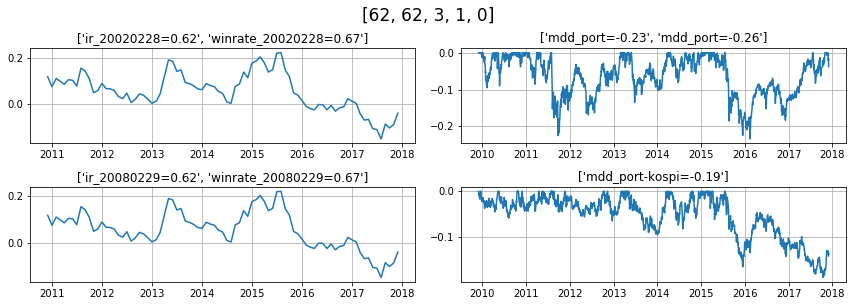 [62, 62, 3, 1, 0]
['ir_20020228=0.62', 'winrate_20020228=0.67']
0.2
0.0
2011 2012 2013 2014 2015 2016 2017 2018
['mdd_port=-0.23', 'mdd_port=-0.26']
0.0
−0.1
−0.2
2010 2011 2012 2013 2014 2015 2016 2017 2018
['ir_20080229=0.62', 'winrate_20080229=0.67']
0.2
0.0
2011 2012 2013 2014 2015 2016 2017 2018
['mdd_port-kospi=-0.19']
0.0
−0.1
2010 2011 2012 2013 2014 2015 2016 2017 2018